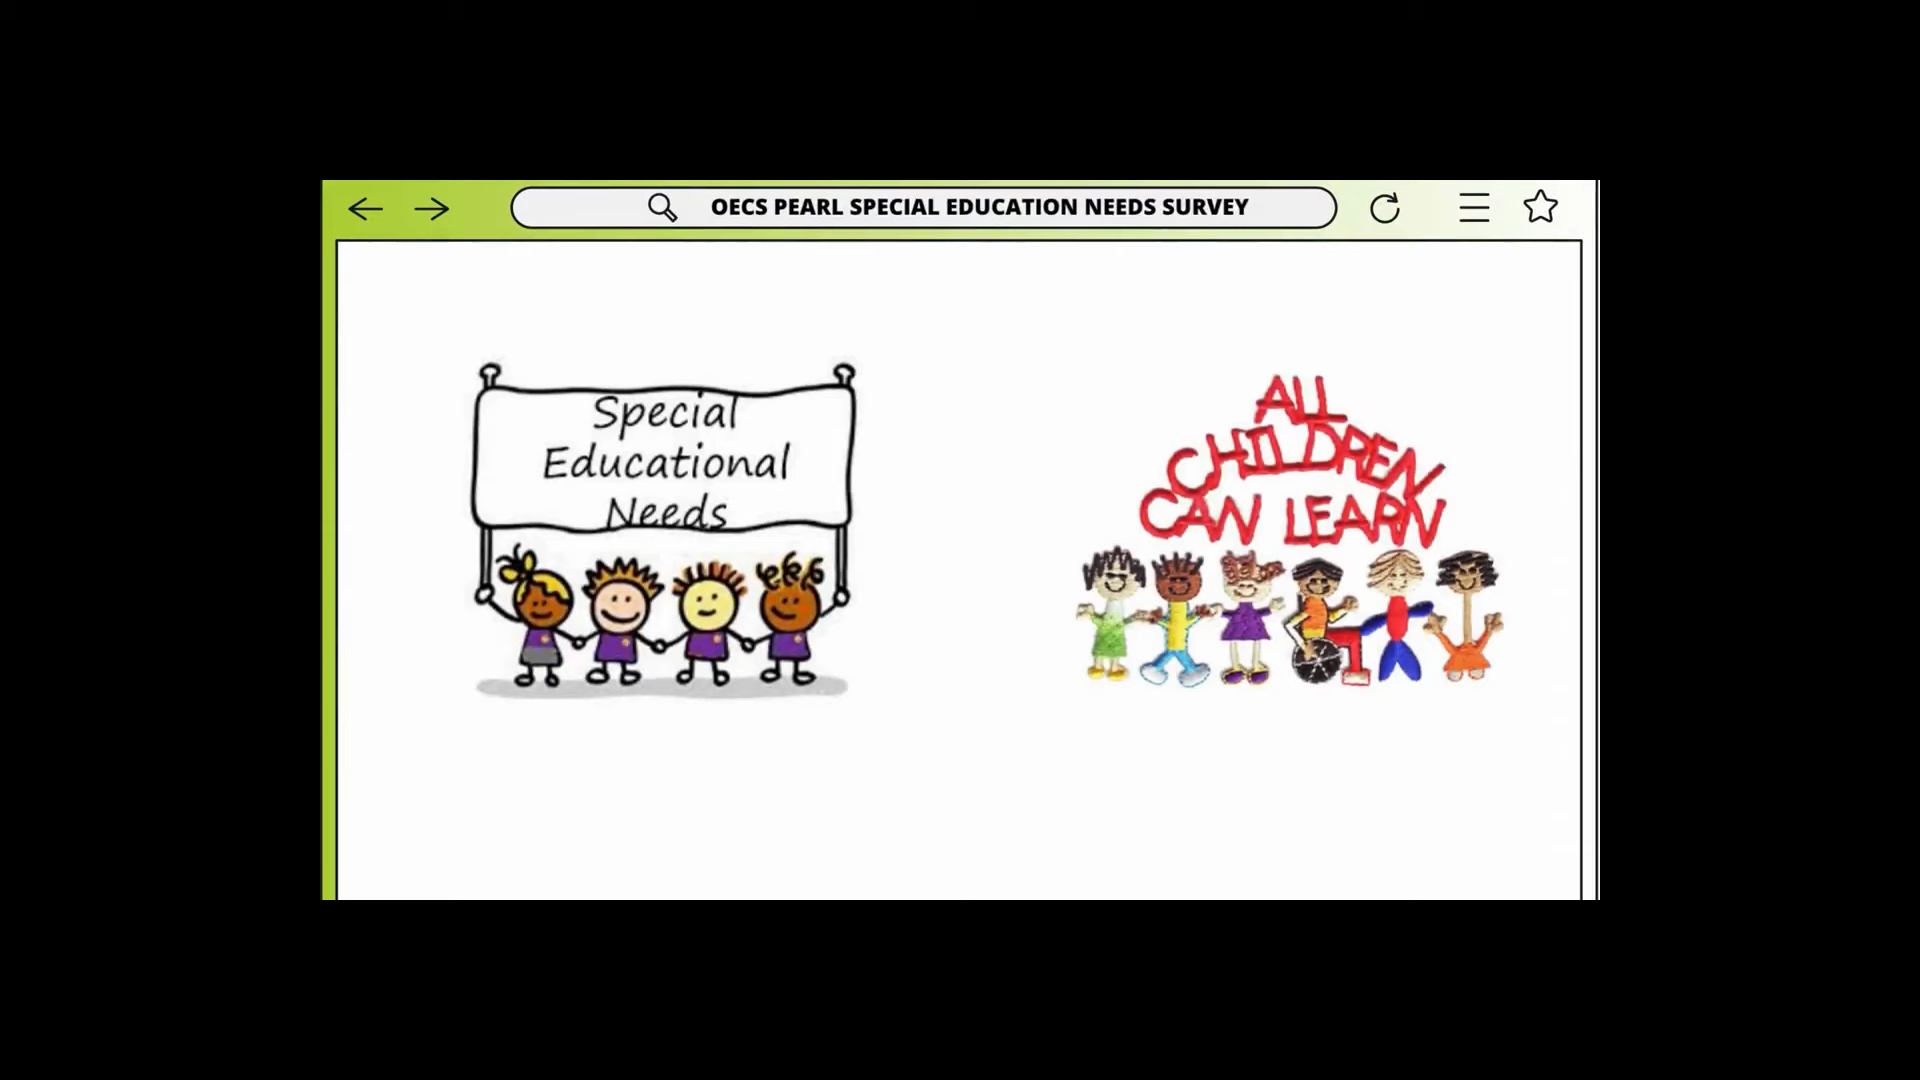 OECS PEARL SPECIAL EDUCATION NEEDS SURVEY
Special
Educational
Needs
ALL
CHILDREN
CAN LEARN